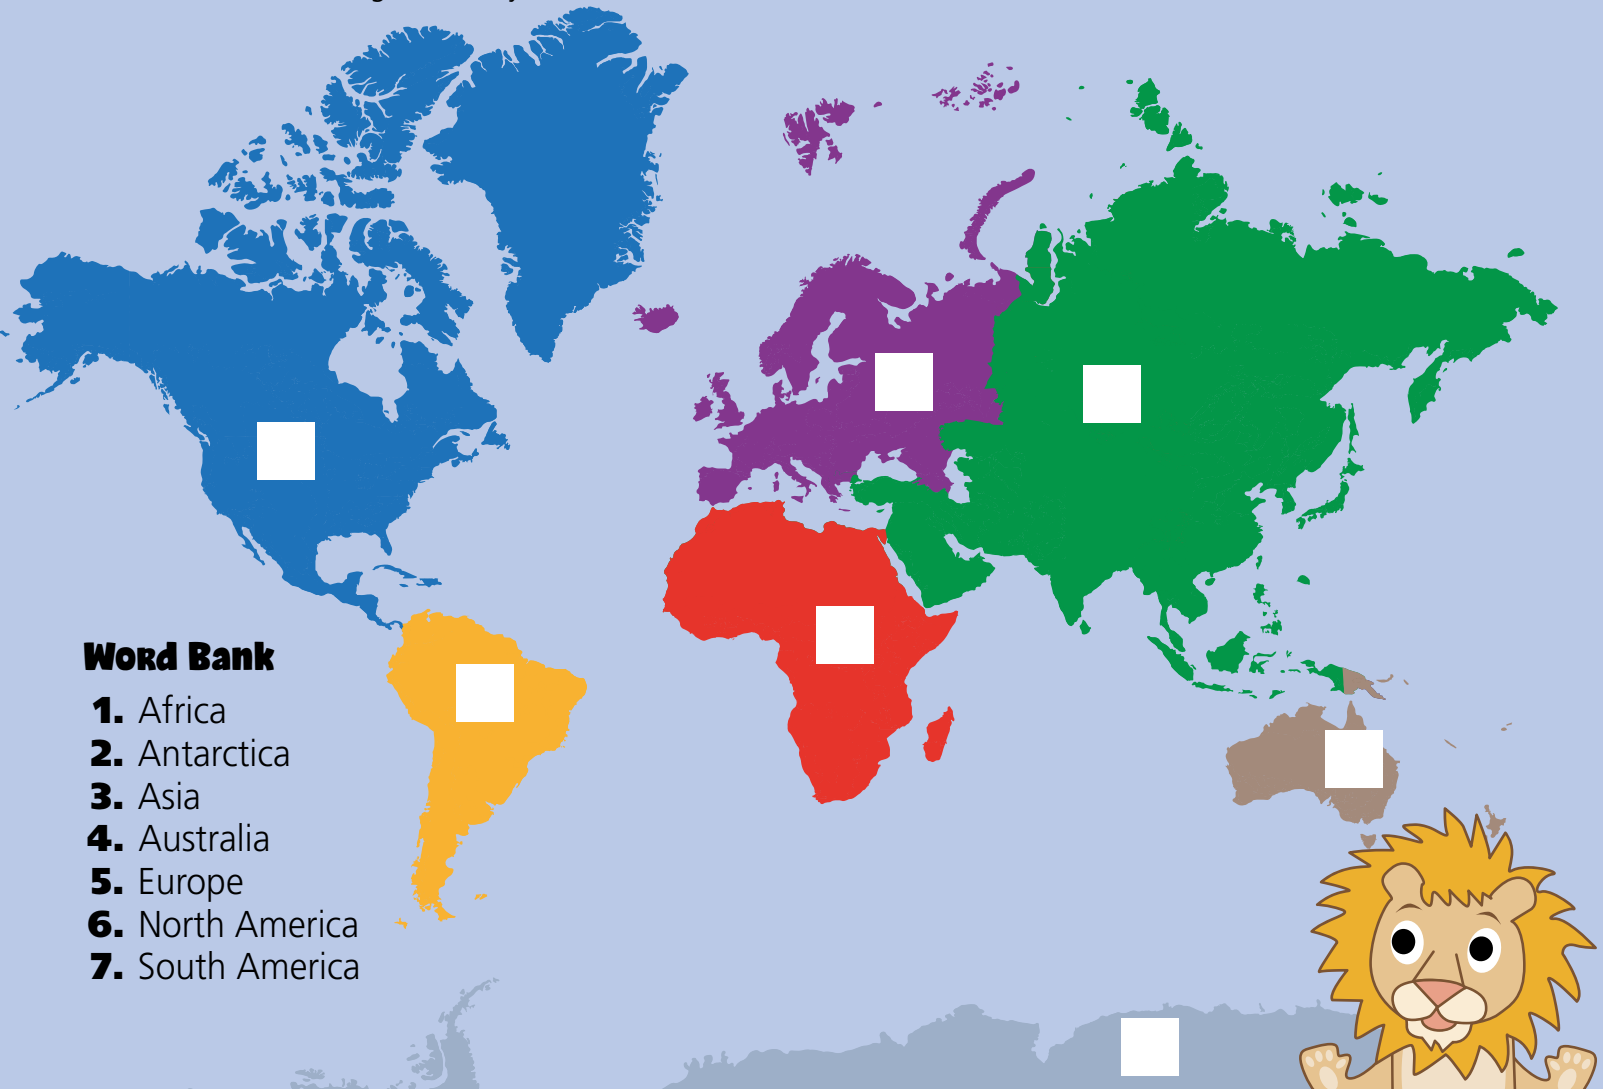 Word Bank
1. Africa
2. Antarctica
3. Asia
4. Australia
5. Europe
6. North America
7. South America